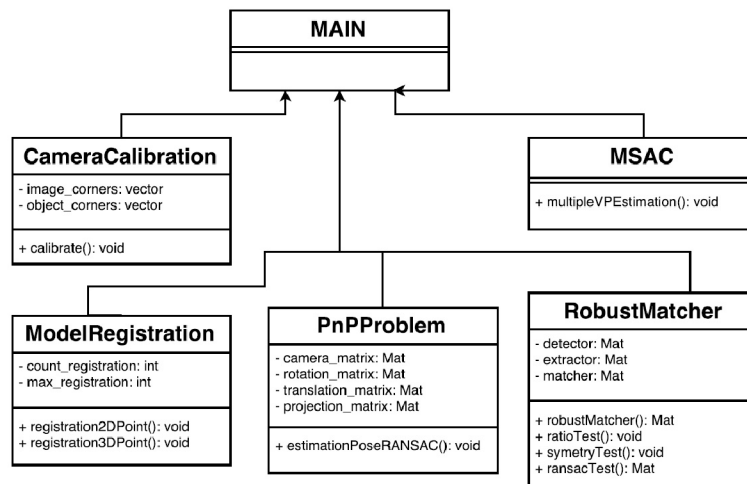 MAIN
CameraCalibration
- image_corners: vector
- object_corners: vector
+ calibrate(): void
MSAC
+ multipleVPEstimation(): void
ModelRegistration
- count_registration: int
- max_registration: int
+ registration2DPoint(): void
+ registration3DPoint(): void
PnPProblem
- camera_matrix: Mat
- rotation_matrix: Mat
- translation_matrix: Mat
- projection_matrix: Mat
+ estimationPoseRANSAC(): void
RobustMatcher
- detector: Mat
- extractor: Mat
- matcher: Mat
+ robustMatcher(): Mat
+ ratioTest(): void
+ symetryTest(): void
+ ransacTest(): Mat